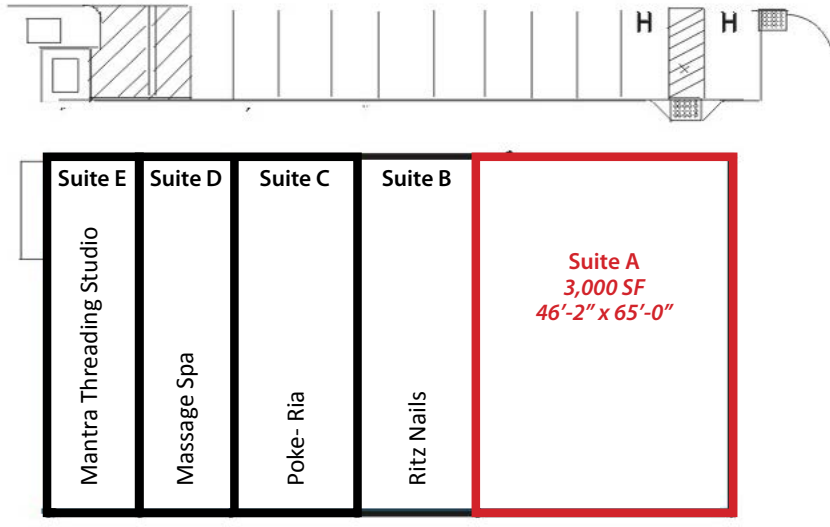 H H
Suite E
Suite D
Suite C
Suite B
Mantra Threading Studio
Massage Spa
Poke- Ria
Ritz Nails
Suite A
3,000 SF
46’-2” x 65’-0”